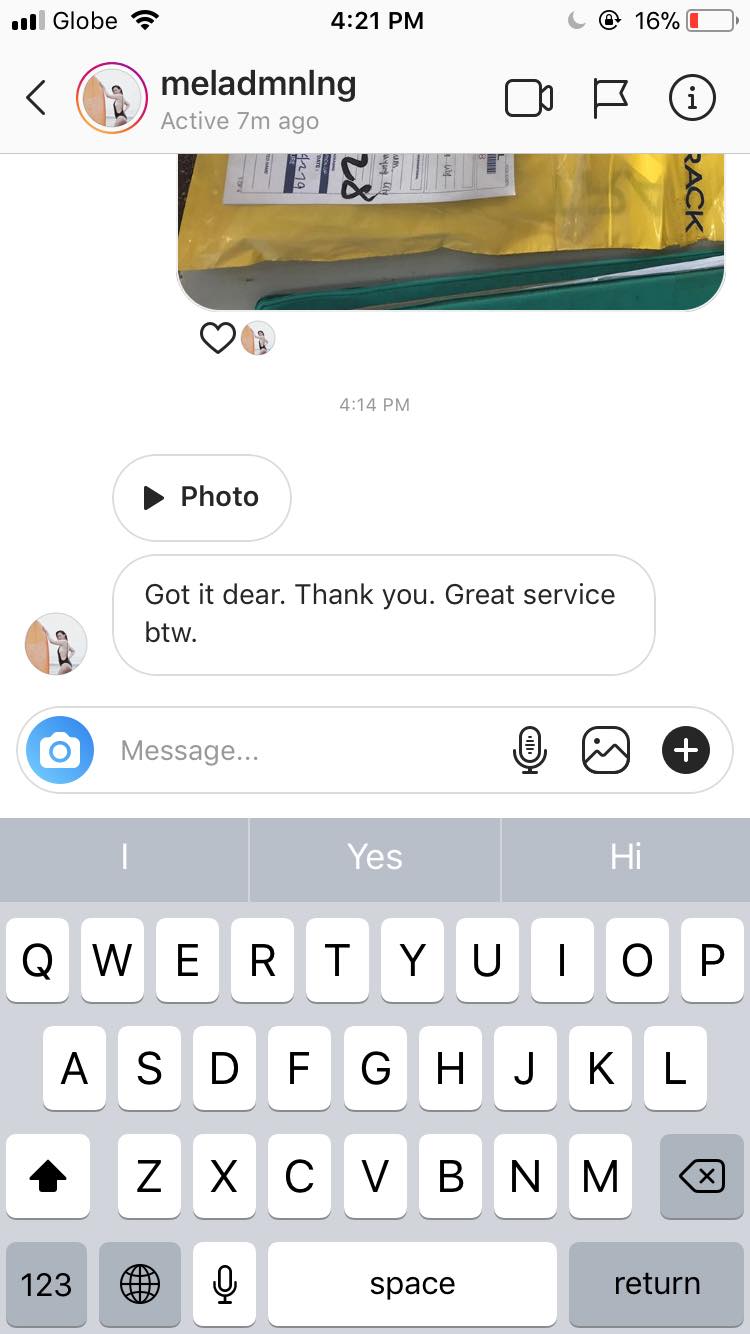 Globe
4:21 PM
16%
meladmnlng
Active 7m ago
28
RACK
4:14 PM
Photo
Got it dear. Thank you. Great service
btw.
Message...
I
Yes
Hi
Q W E R T Y U I O P
A S D F G H J K L
Z X C V B N M
123
space
return